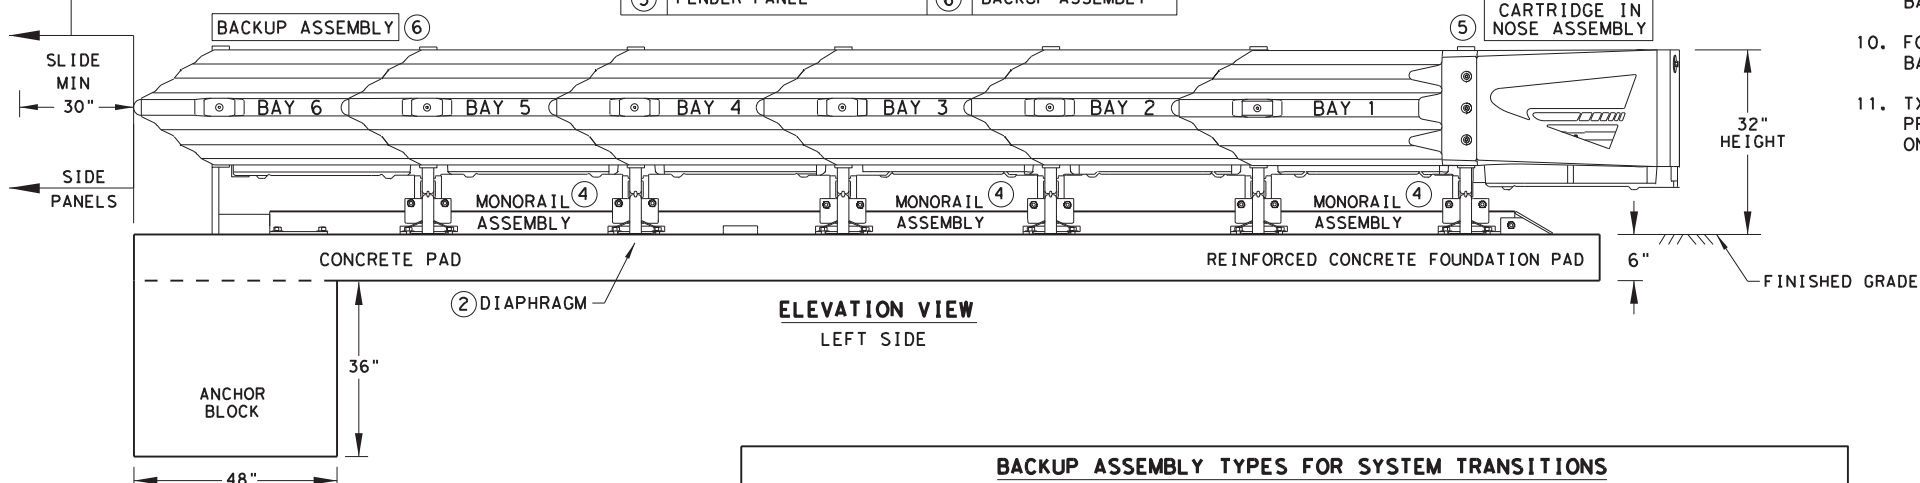 5 FENDER PANEL 6 BACKUP ASSEMBLY
BACKUP ASSEMBLY 6
5 CARTRIDGE IN
NOSE ASSEMBLY
SLIDE
MIN
30"
BAY 6 BAY 5 BAY 4 BAY 3 BAY 2 BAY 1
32"
HEIGHT
10. FO
BA
11. TX
PR
ON
SIDE
PANELS
MONORAIL 4
ASSEMBLY
MONORAIL 4
ASSEMBLY
MONORAIL 4
ASSEMBLY
CONCRETE PAD
REINFORCED CONCRETE FOUNDATION PAD
6"
FINISHED GRADE
2 DIAPHRAGM
ELEVATION VIEW
LEFT SIDE
36"
ANCHOR
BLOCK
48"
BACKUP ASSEMBLY TYPES FOR SYSTEM TRANSITIONS